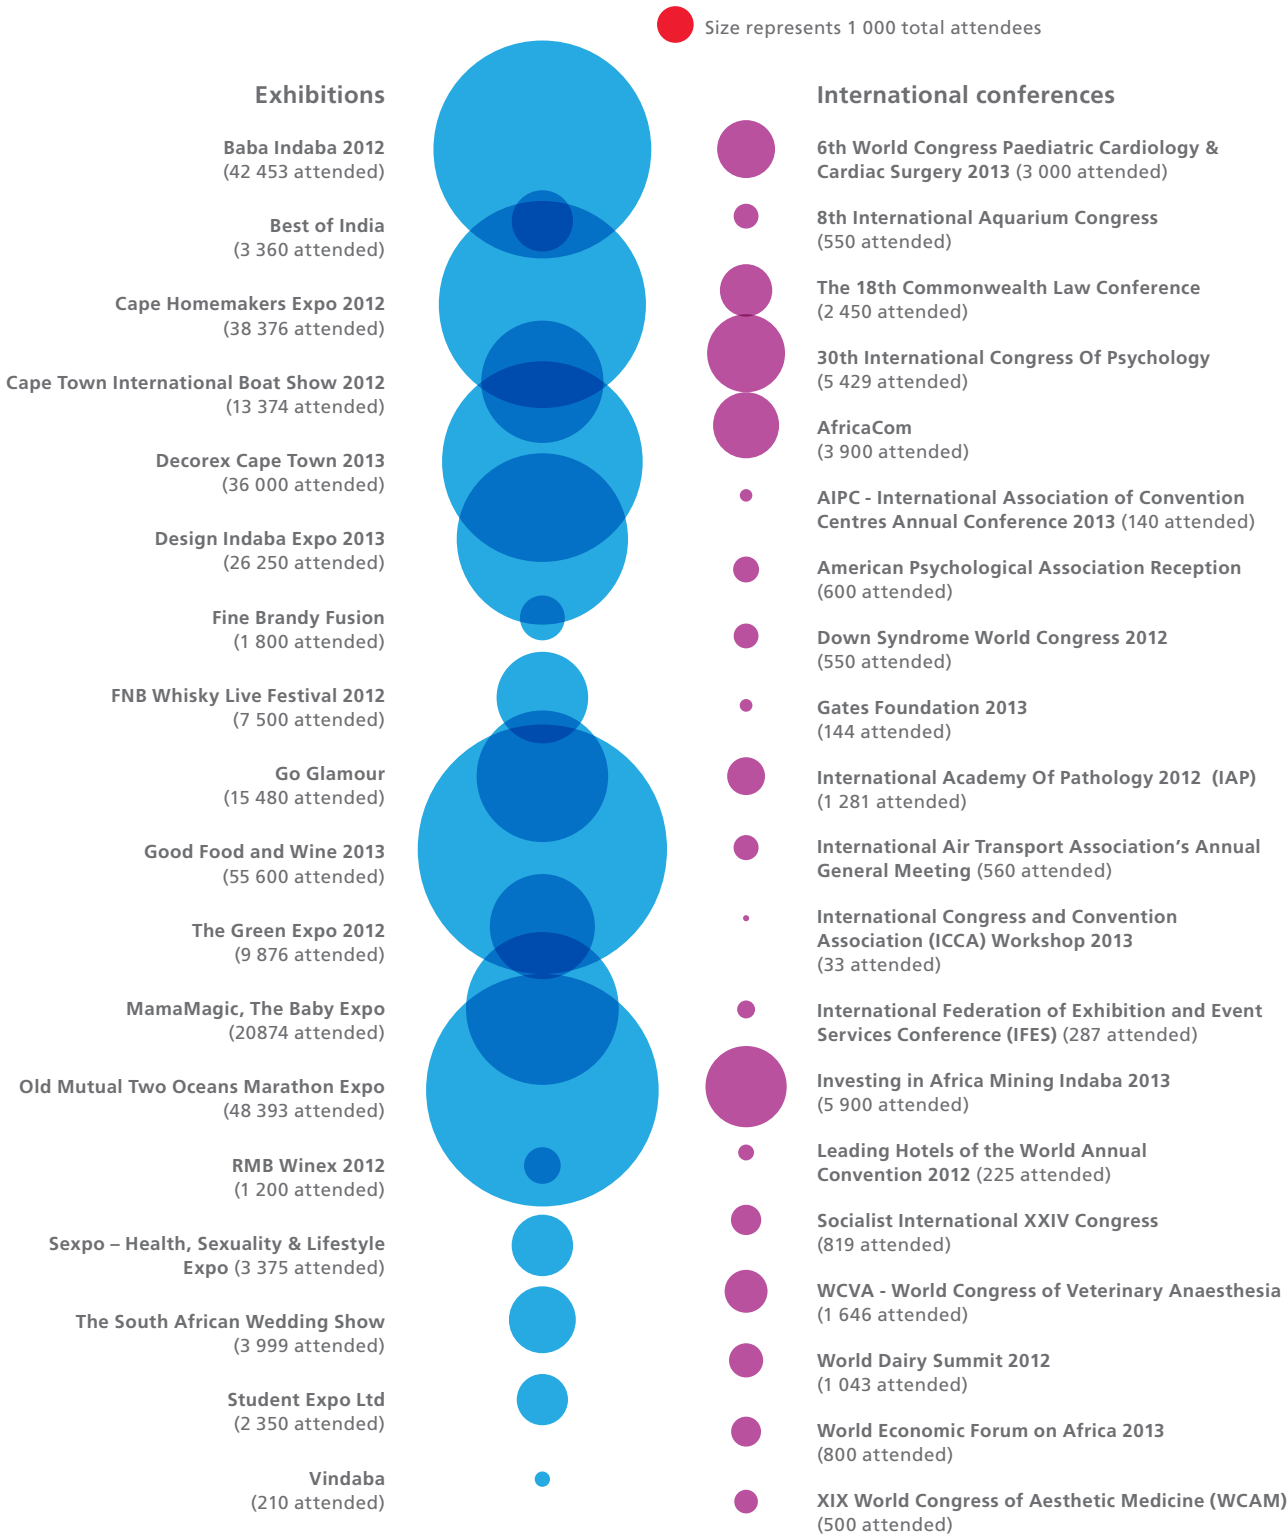 Size represents 1 000 total attendees
Exhibitions
Baba Indaba 2012
(42 453 attended)
Best of India
(3 360 attended)
Cape Homemakers Expo 2012
(38 376 attended)
Cape Town International Boat Show 2012
(13 374 attended)
Decorex Cape Town 2013
(36 000 attended)
Design Indaba Expo 2013
(26 250 attended)
Fine Brandy Fusion
(1 800 attended)
FNB Whisky Live Festival 2012
(7 500 attended)
Go Glamour
(15 480 attended)
Good Food and Wine 2013
(55 600 attended)
The Green Expo 2012
(9 876 attended)
MamaMagic, The Baby Expo
(20874 attended)
Old Mutual Two Oceans Marathon Expo
(48 393 attended)
RMB Winex 2012
(1 200 attended)
Sexpo – Health, Sexuality & Lifestyle
Expo (3 375 attended)
The South African Wedding Show
(3 999 attended)
Student Expo Ltd
(2 350 attended)
Vindaba
(210 attended)
International conferences
6th World Congress Paediatric Cardiology &
Cardiac Surgery 2013 (3 000 attended)
8th International Aquarium Congress
(550 attended)
The 18th Commonwealth Law Conference
(2 450 attended)
30th International Congress Of Psychology
(5 429 attended)
AfricaCom
(3 900 attended)
AIPC - International Association of Convention
Centres Annual Conference 2013 (140 attended)
American Psychological Association Reception
(600 attended)
Down Syndrome World Congress 2012
(550 attended)
Gates Foundation 2013
(144 attended)
International Academy Of Pathology 2012 (IAP)
(1 281 attended)
International Air Transport Association’s Annual
General Meeting (560 attended)
International Congress and Convention
Association (ICCA) Workshop 2013
(33 attended)
International Federation of Exhibition and Event
Services Conference (IFES) (287 attended)
Investing in Africa Mining Indaba 2013
(5 900 attended)
Leading Hotels of the World Annual
Convention 2012 (225 attended)
Socialist International XXIV Congress
(819 attended)
WCVA - World Congress of Veterinary Anaesthesia
(1 646 attended)
World Dairy Summit 2012
(1 043 attended)
World Economic Forum on Africa 2013
(800 attended)
XIX World Congress of Aesthetic Medicine (WCAM)
(500 attended)